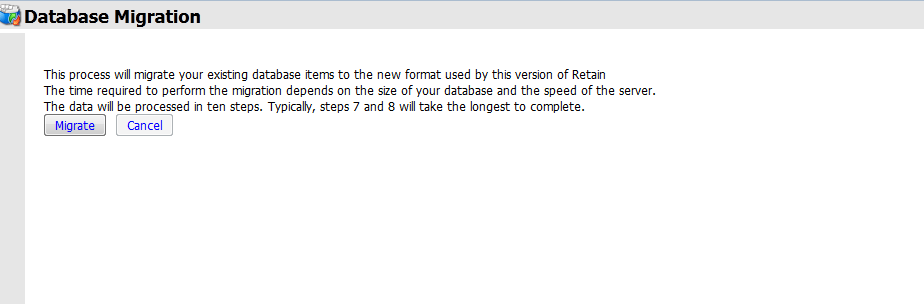 Database Migration
This process will migrate your existing database items to the new format used by this version of Retain
The time required to perform the migration depends on the size of your database and the speed of the server.
The data will be processed in ten steps. Typically, steps 7 and 8 will take the longest to complete.
Migrate Cancel